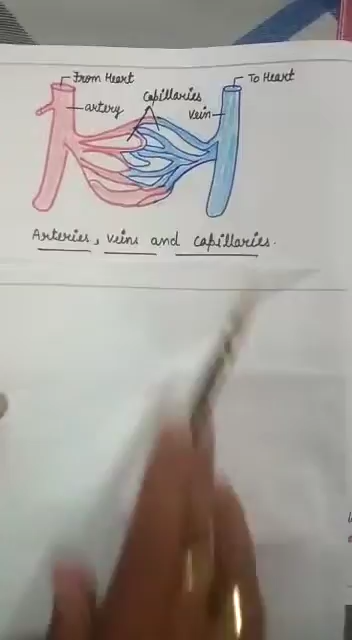 From Heart
To Heart
Capillaries
artery
vein
Arteries, veins and capillaries.